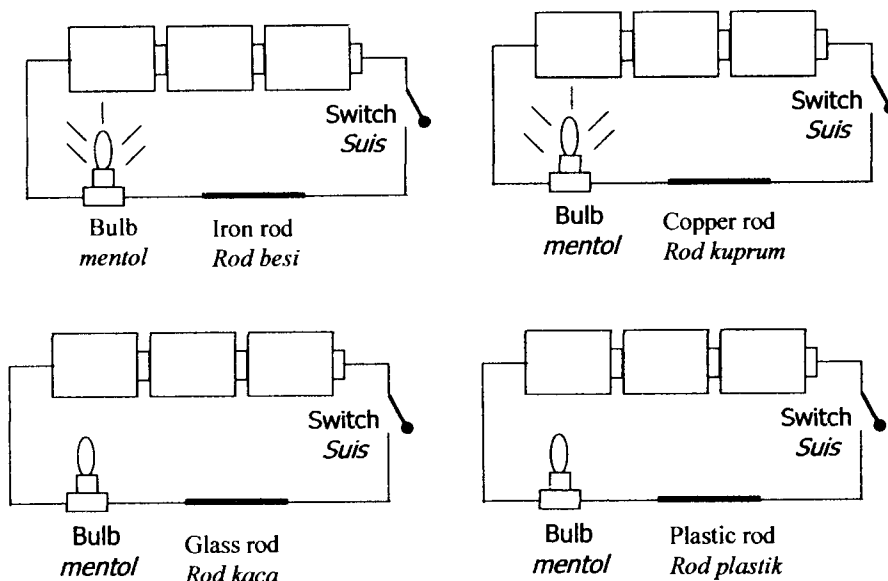 Switch
Suis
Bulb
mentol
Iron rod
Rod besi
Switch
Suis
Bulb
mentol
Copper rod
Rod kuprum
Switch
Suis
Bulb
mentol
Glass rod
Rod kaca
Switch
Suis
Bulb
mentol
Plastic rod
Rod plastik